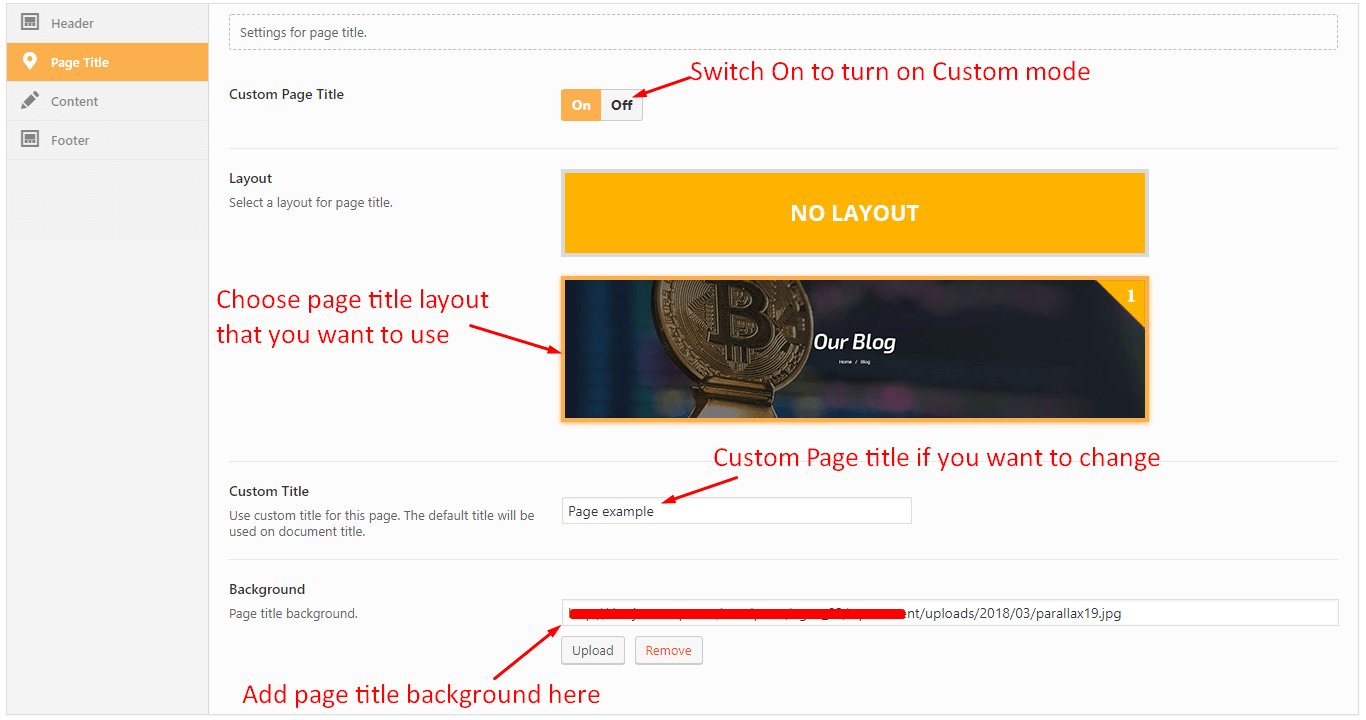 Header
Page Title
Content
Footer
Settings for page title.
Switch On to turn on Custom mode
Custom Page Title
On Off
Layout
Select a layout for page title.
NO LAYOUT
Choose page title layout
that you want to use
1
Our Blog
Home / Blog
Custom Page title if you want to change
Custom Title
Use custom title for this page. The default title will be
used on document title.
Page example
Background
Page title background.
ent/uploads/2018/03/parallax19.jpg
Upload Remove
Add page title background here